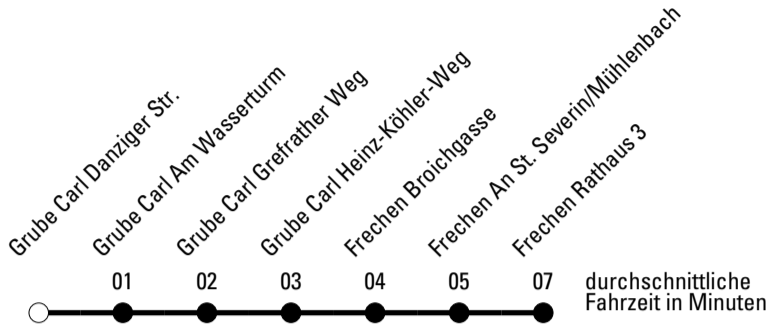 Grube Carl Danziger Str.
Grube Carl Am Wasserturm
Grube Carl Grefrather Weg
Grube Carl Heinz-Köhler-Weg
Frechen Broichgasse
Frechen An St. Severin/Mühlenbach
Frechen Rathaus 3
01 02 03 04 05 07
durchschnittliche
Fahrzeit in Minuten